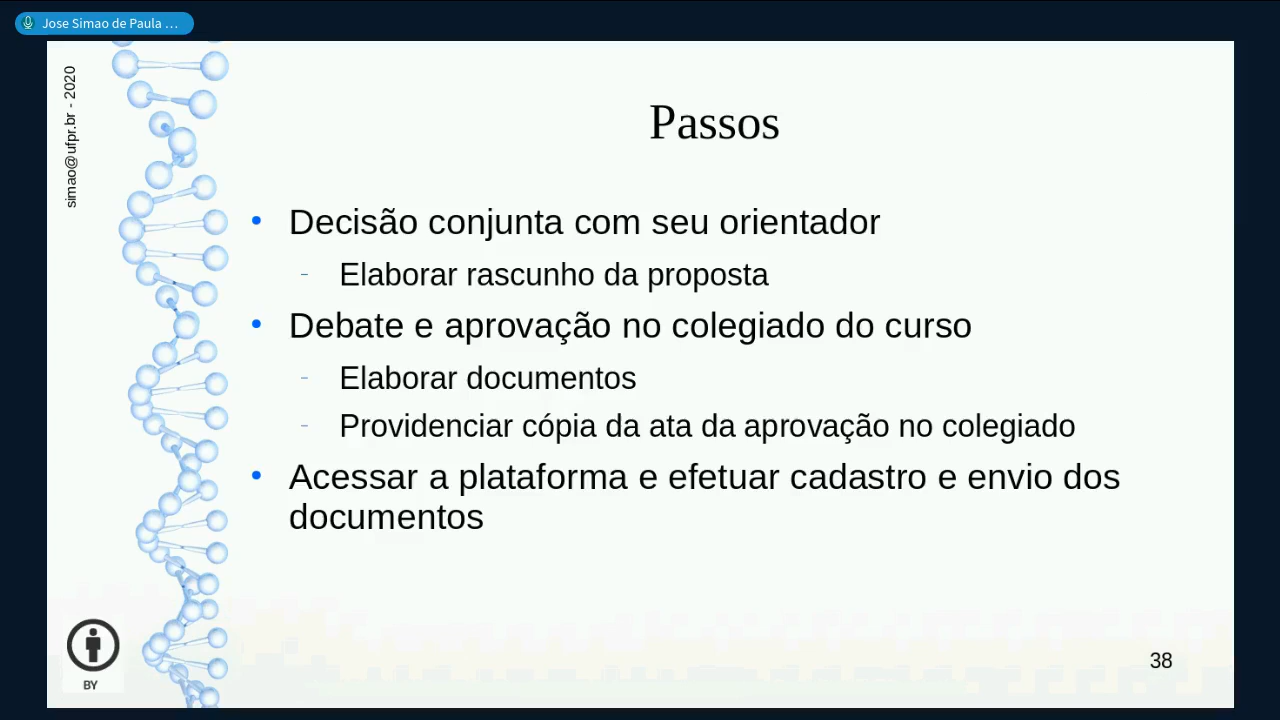 Jose Simao de Paula ...
simao@ufpr.br - 2020
Passos
• Decisão conjunta com seu orientador
- Elaborar rascunho da proposta
• Debate e aprovação no colegiado do curso
- Elaborar documentos
- Providenciar cópia da ata da aprovação no colegiado
• Acessar a plataforma e efetuar cadastro e envio dos
documentos
BY
38